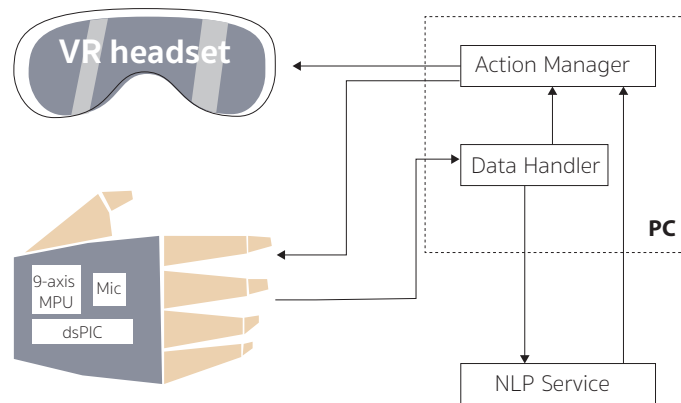 VR headset
Action Manager
Data Handler
PC
9-axis
MPU
Mic
dsPIC
NLP Service